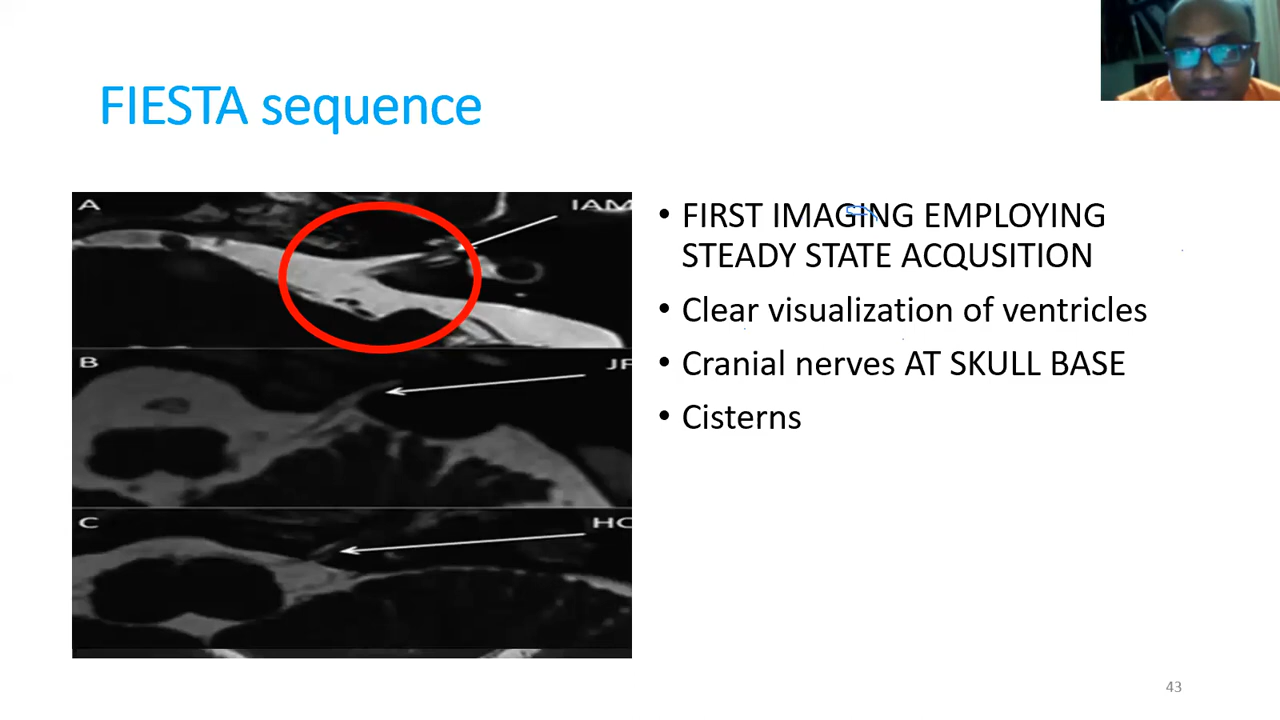 FIESTA sequence
A
IAM
B
JF
C
HC
• FIRST IMAGING EMPLOYING
STEADY STATE ACQUSITION
• Clear visualization of ventricles
• Cranial nerves AT SKULL BASE
• Cisterns
43